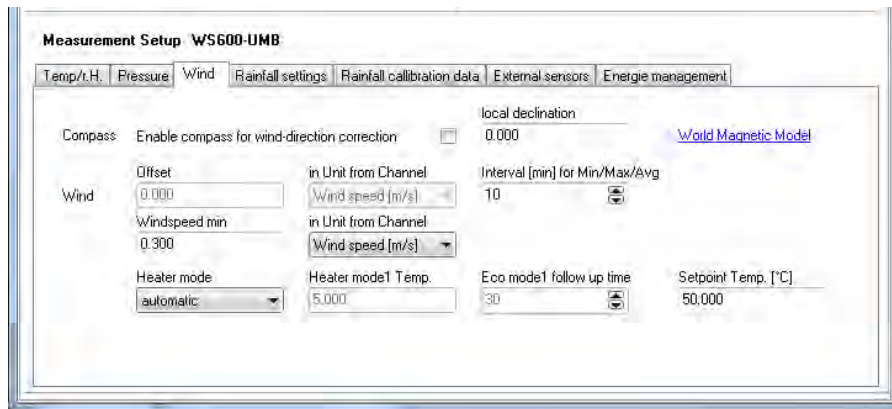 Measurement Setup WS600-UMB
Temp/r.H. Pressure Wind Rainfall settings Rainfall callibration data External sensors Energie management
local declination
Compass Enable compass for wind-direction correction 0.000 World Magnetic Model
Offset in Unit from Channel Interval [min] for Min/Max/Avg
Wind 0.000 Wind speed [m/s] 10
Windspeed min in Unit from Channel
0.300 Wind speed [m/s]
Heater mode Heater mode1 Temp. Eco mode1 follow up time Setpoint Temp. [°C]
automatic 5.000 30 50.000